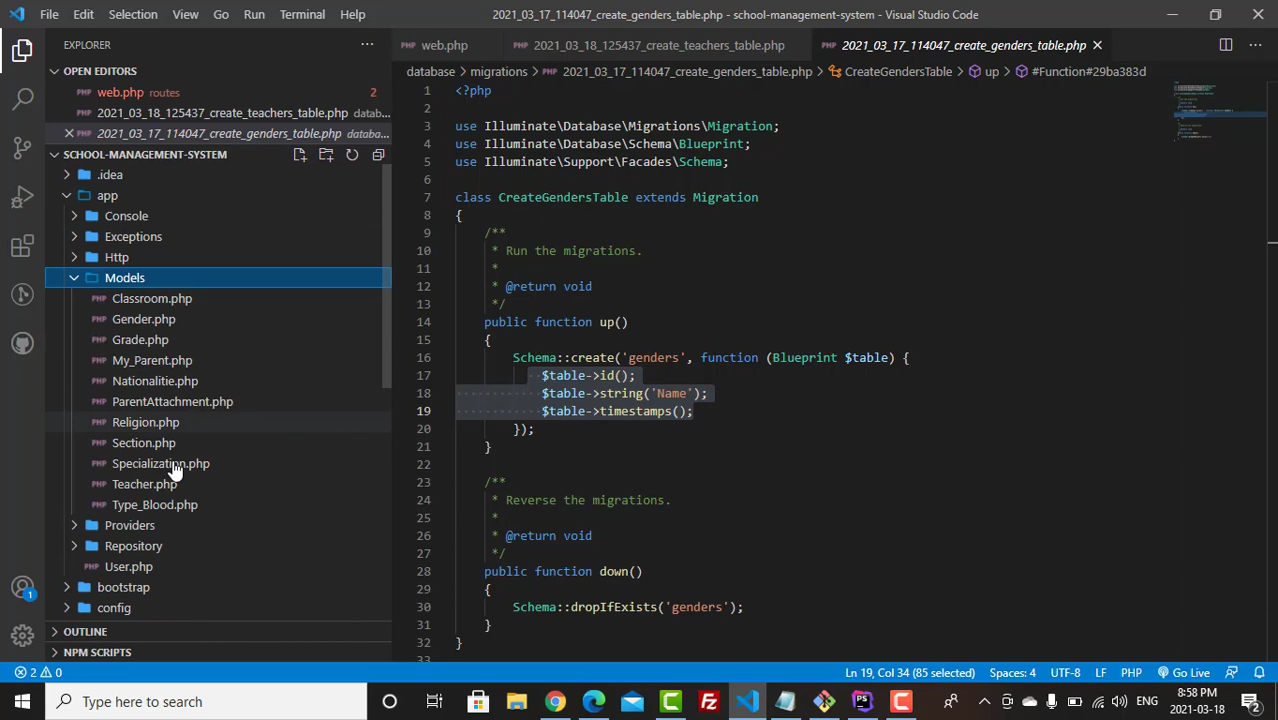 File Edit Selection View Go Run Terminal Help
2021_03_17_114047_create_genders_table.php - school-management-system - Visual Studio Code
EXPLORER
OPEN EDITORS
web.php routes 2
2021_03_18_125437_create_teachers_table.php datab...
2021_03_17_114047_create_genders_table.php databa...
SCHOOL-MANAGEMENT-SYSTEM
.idea
app
Console
Exceptions
Http
Models
Classroom.php
Gender.php
Grade.php
My_Parent.php
Nationalitie.php
ParentAttachment.php
Religion.php
Section.php
Specialization.php
Teacher.php
Type_Blood.php
Providers
Repository
User.php
bootstrap
config
OUTLINE
NPM SCRIPTS
web.php 2021_03_18_125437_create_teachers_table.php 2021_03_17_114047_create_genders_table.php
database > migrations > 2021_03_17_114047_create_genders_table.php > CreateGendersTable > up > #Function#29ba383d
1 <?php
2
3 use Illuminate\Database\Migrations\Migration;
4 use Illuminate\Database\Schema\Blueprint;
5 use Illuminate\Support\Facades\Schema;
6
7 class CreateGendersTable extends Migration
8 {
9 /**
10 * Run the migrations.
11 *
12 * @return void
13 */
14 public function up()
15 {
16 Schema::create('genders', function (Blueprint $table) {
17 $table->id();
18 $table->string('Name');
19 $table->timestamps();
20 });
21 }
22
23 /**
24 * Reverse the migrations.
25 *
26 * @return void
27 */
28 public function down()
29 {
30 Schema::dropIfExists('genders');
31 }
32 }
33
2 0
Ln 19, Col 34 (85 selected) Spaces: 4 UTF-8 LF PHP Go Live
1
Type here to search
ENG
8:58 PM
2021-03-18
2